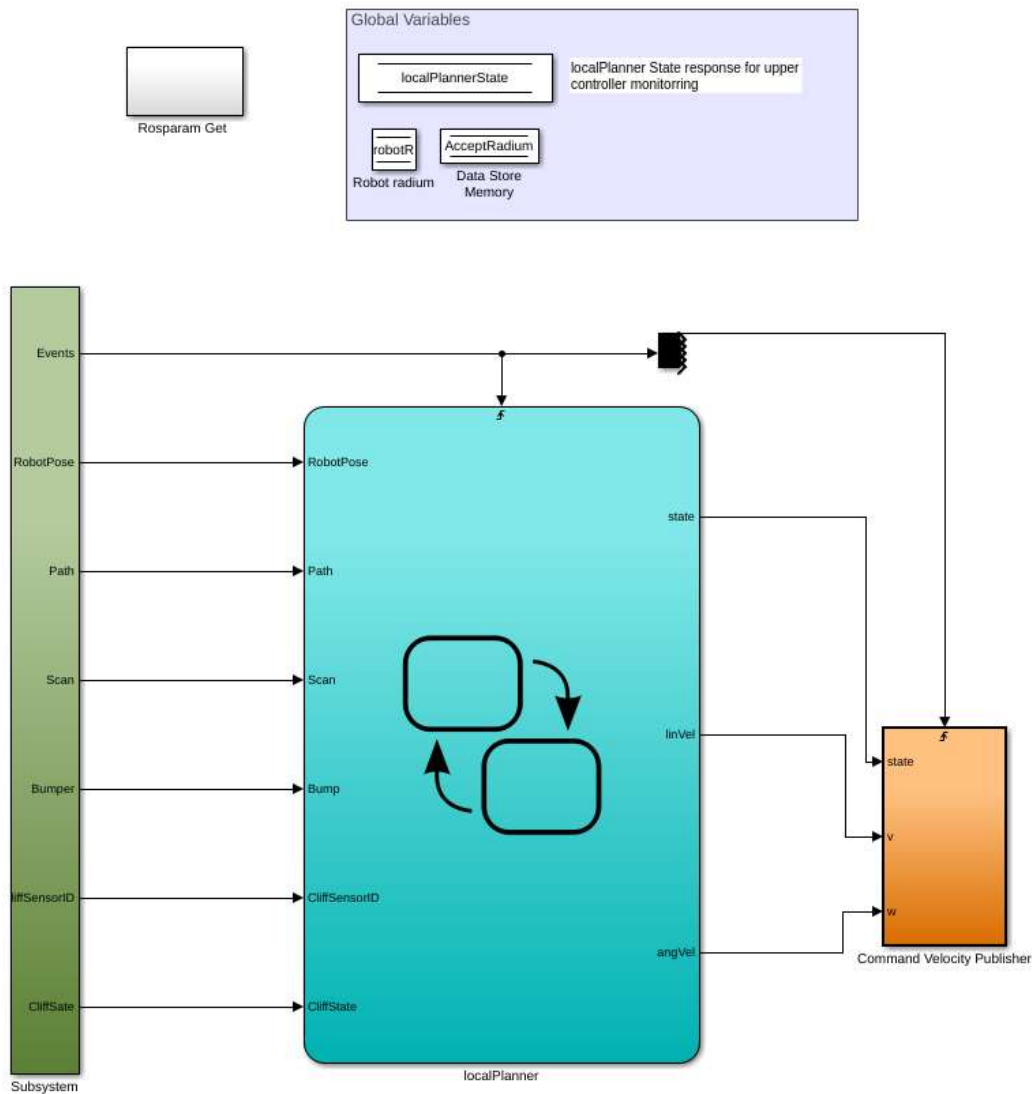 Global Variables
localPlannerState
localPlanner State response for upper
controller monitorring
Rosparam Get
robotR
AcceptRadium
Robot radium
Data Store
Memory
Events
RobotPose
RobotPose
state
Path
Path
Scan
Scan
linVel
state
Bumper
Bump
v
liffSensorID
CliffSensorID
w
angVel
Command Velocity Publisher
CliffSate
CliffState
localPlanner
Subsystem